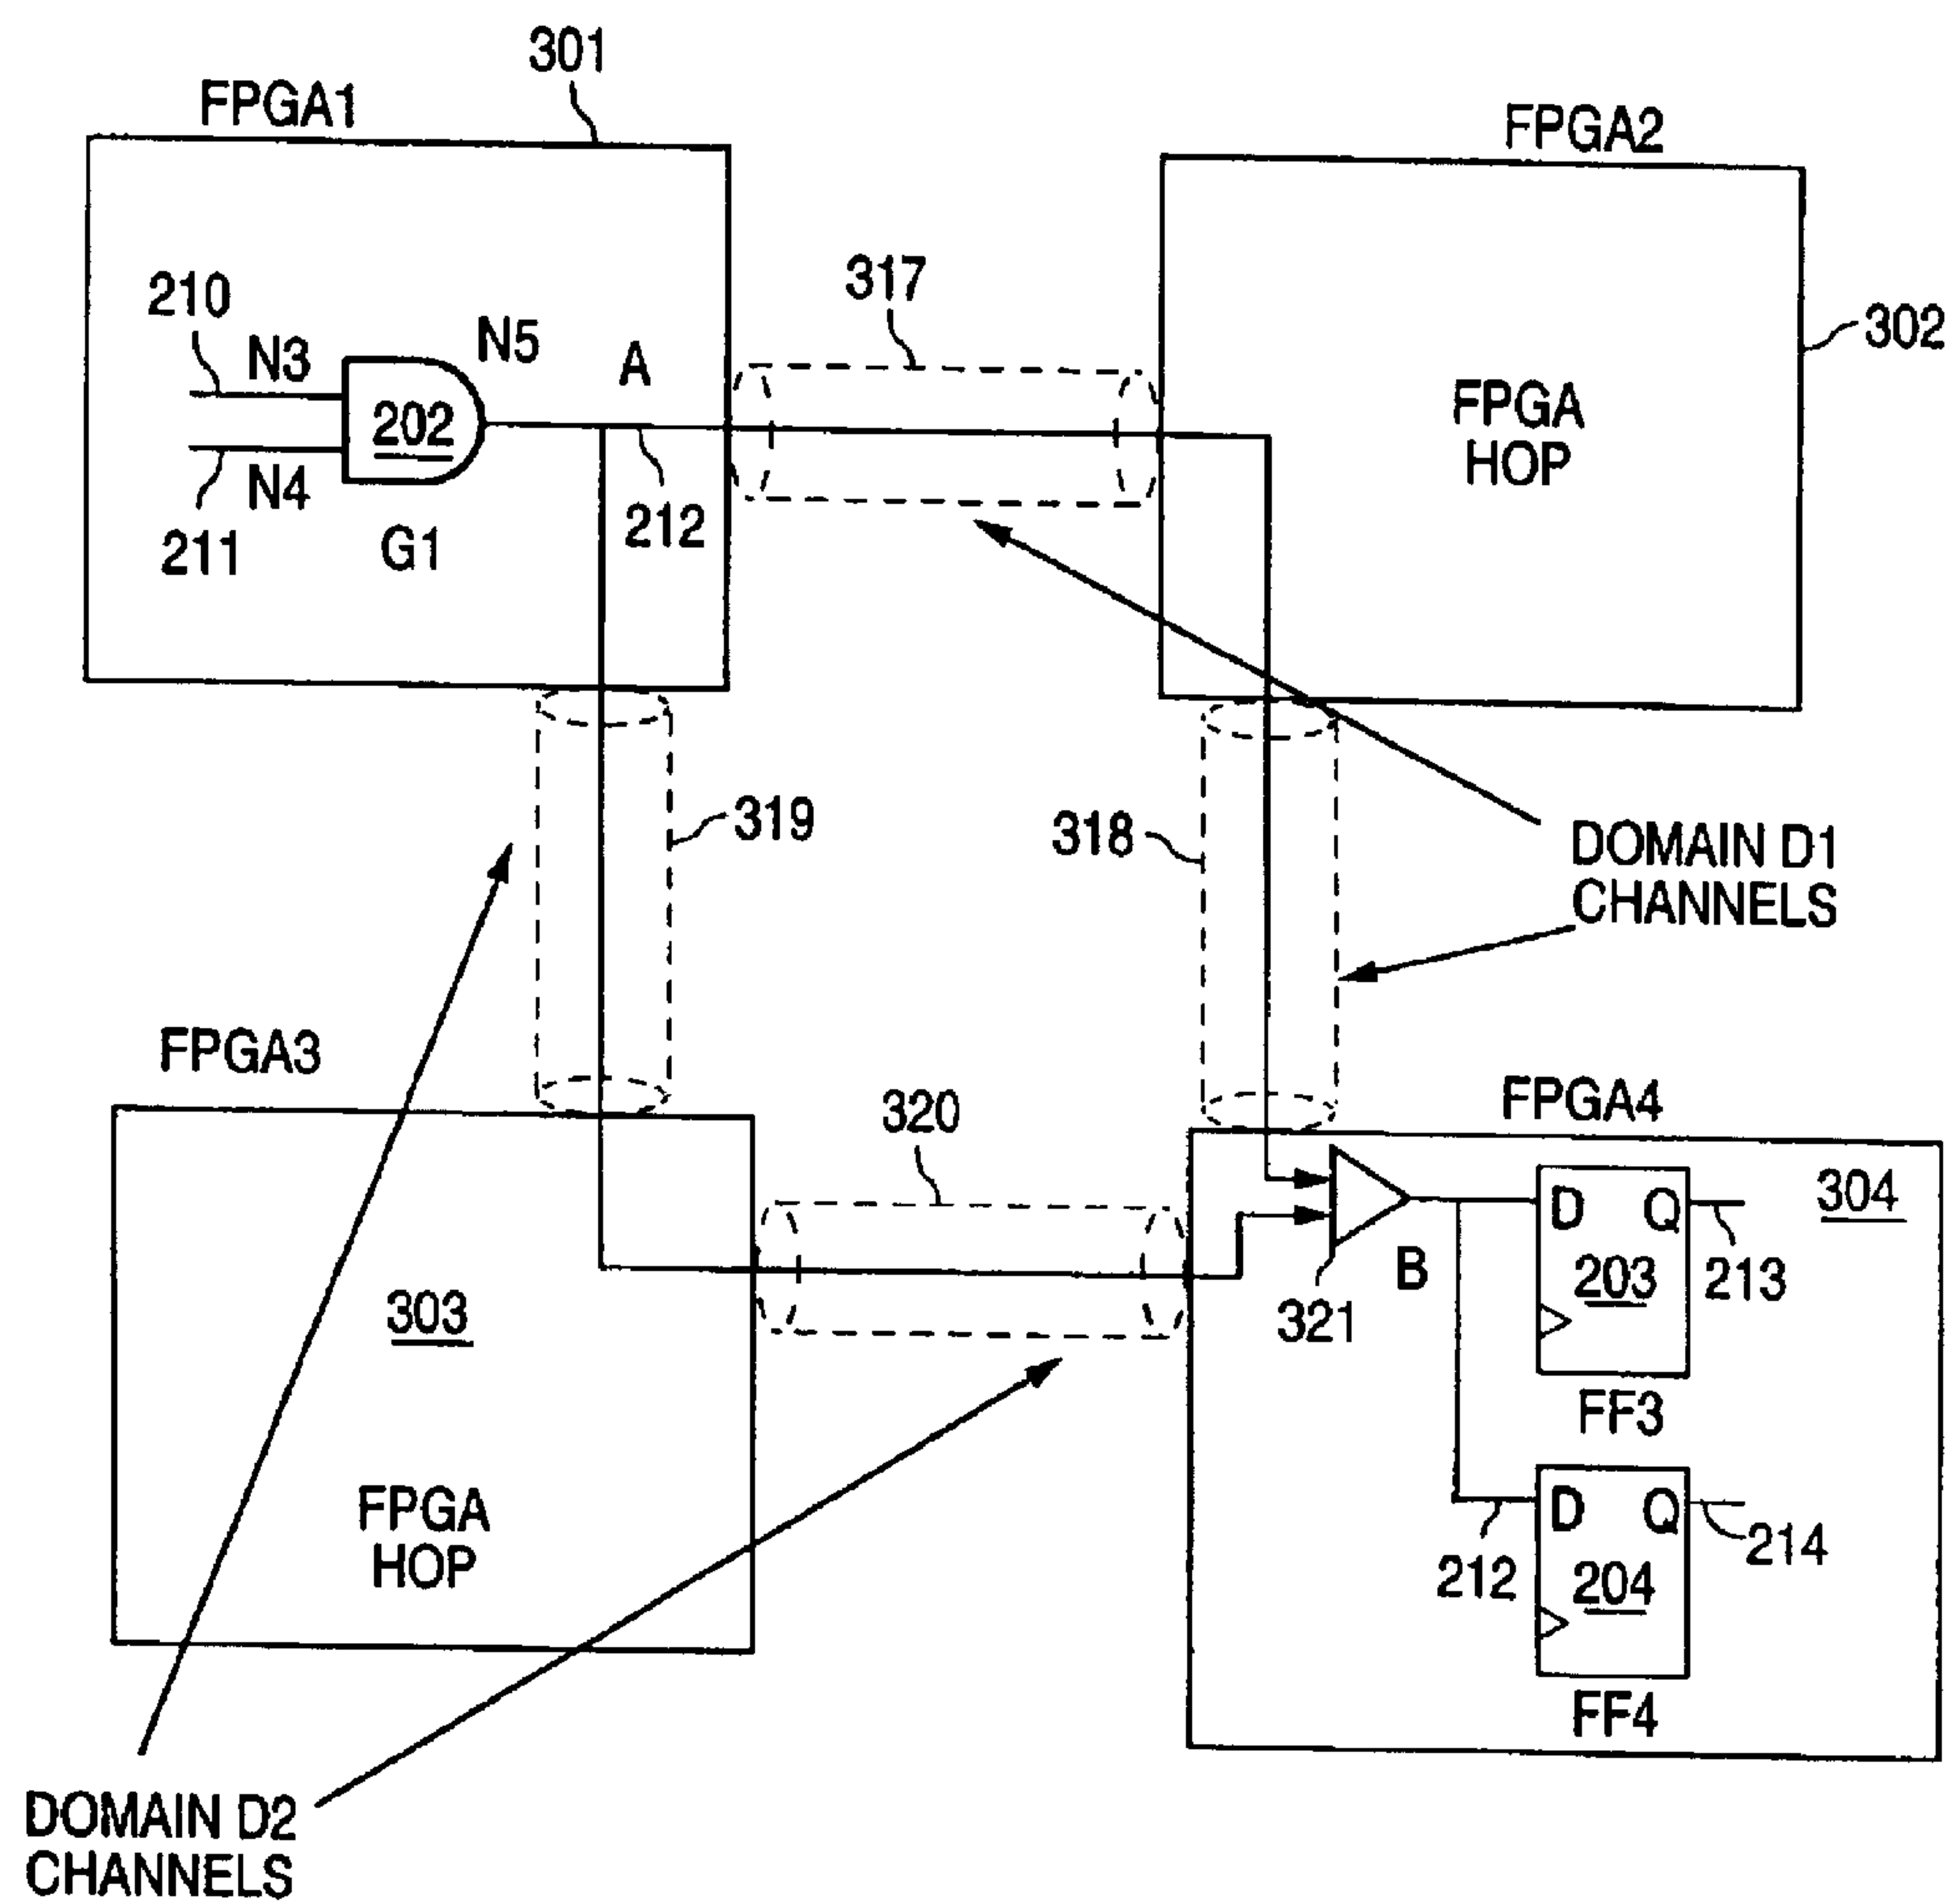 301
FPGA1
FPGA2
317
210
N3
N5
A
302
202
FPGA
HOP
N4
211
G1
212
319
318
DOMAIN D1
CHANNELS
FPGA3
320
FPGA4
D Q
304
203
213
303
321
B
FF3
FPGA
HOP
D Q
212
204
214
FF4
DOMAIN D2
CHANNELS